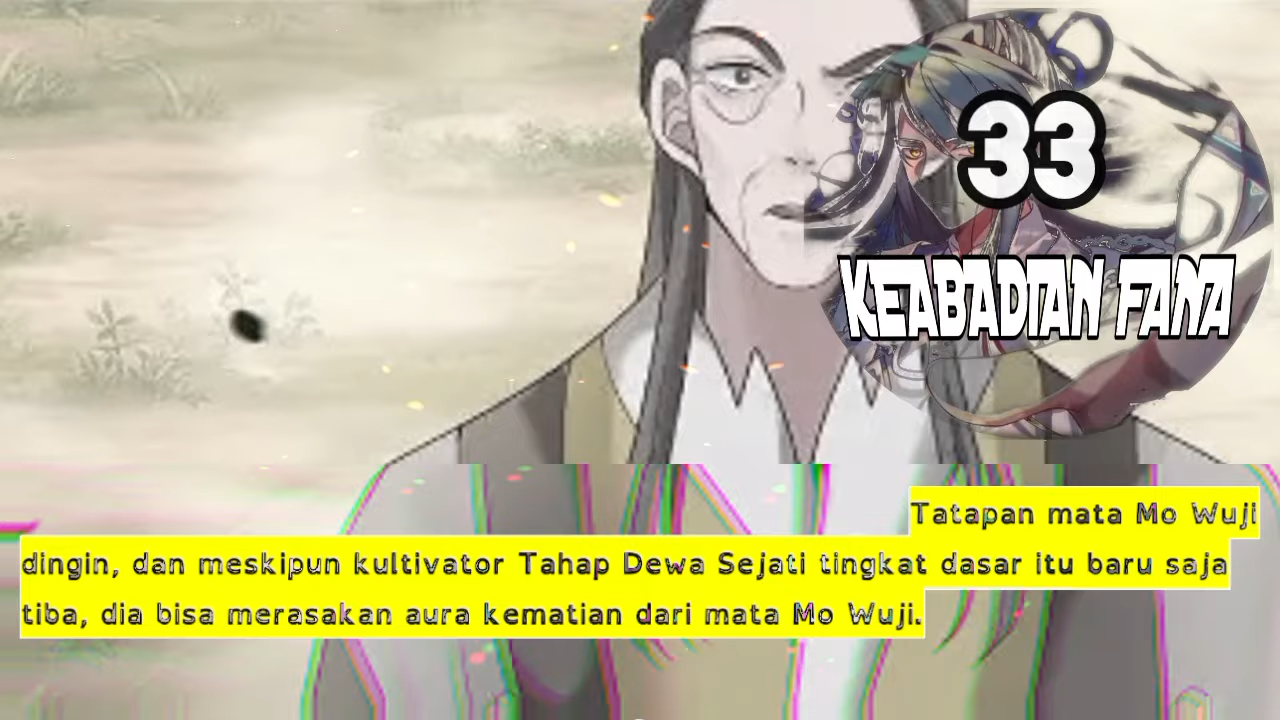 33
KEABADIAN FANA
Tatapan mata Mo Wuji
dingin, dan meskipun kultivator Tahap Dewa Sejati tingkat dasar itu baru saja
tiba, dia bisa merasakan aura kematian dari mata Mo Wuji.